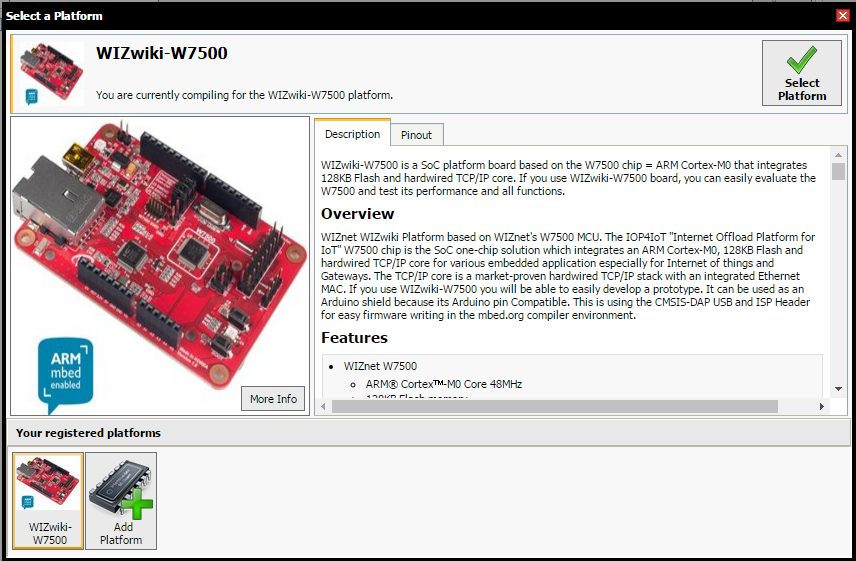 Select a Platform
WIZwiki-W7500
You are currently compiling for the WIZwiki-W7500 platform.
Select
Platform
Description
Pinout
WIZwiki-W7500 is a SoC platform board based on the W7500 chip = ARM Cortex-M0 that integrates
128KB Flash and hardwired TCP/IP core. If you use WIZwiki-W7500 board, you can easily evaluate the
W7500 and test its performance and all functions.
Overview
WIZnet WIZwiki Platform based on WIZnet's W7500 MCU. The IOP4IoT "Internet Offload Platform for
IoT" W7500 chip is the SoC one-chip solution which integrates an ARM Cortex-M0, 128KB Flash and
hardwired TCP/IP core for various embedded application especially for Internet of things and
Gateways. The TCP/IP core is a market-proven hardwired TCP/IP stack with an integrated Ethernet
MAC. If you use WIZwiki-W7500 you will be able to easily develop a prototype. It can be used as an
Arduino shield because its Arduino pin Compatible. This is using the CMSIS-DAP USB and ISP Header
for easy firmware writing in the mbed.org compiler environment.
Features
WIZnet W7500
ARM® Cortex™-M0 Core 48MHz
128KB Flash memory
W7500
ARM
mbed
enabled
More Info
Your registered platforms
WIZwiki-
W7500
Add
Platform